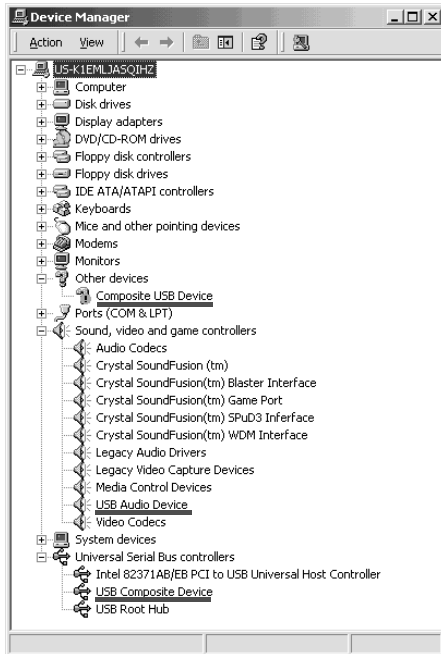 Device Manager
Action View
US-K1EMLJASQIHZ
Computer
Disk drives
Display adapters
DVD/CD-ROM drives
Floppy disk controllers
Floppy disk drives
IDE ATA/ATAPI controllers
Keyboards
Mice and other pointing devices
Modems
Monitors
Other devices
Composite USB Device
Ports (COM & LPT)
Sound, video and game controllers
Audio Codecs
Crystal SoundFusion (tm)
Crystal SoundFusion(tm) Blaster Interface
Crystal SoundFusion(tm) Game Port
Crystal SoundFusion(tm) SPuD3 Inferface
Crystal SoundFusion(tm) WDM Interface
Legacy Audio Drivers
Legacy Video Capture Devices
Media Control Devices
USB Audio Device
Video Codecs
System devices
Universal Serial Bus controllers
Intel 82371AB/EB PCI to USB Universal Host Controller
USB Composite Device
USB Root Hub